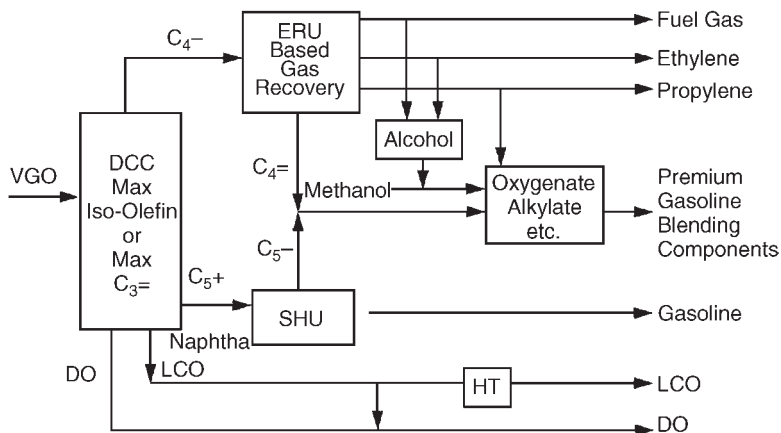 C4−
ERU
Based
Gas
Recovery
Fuel Gas
Ethylene
Propylene
Alcohol
VGO
DCC
Max
Iso-Olefin
or
Max
C3=
C4=
Methanol
Oxygenate
Alkylate
etc.
Premium
Gasoline
Blending
Components
C5−
C5+
Naphtha
SHU
Gasoline
DO
LCO
HT
LCO
DO